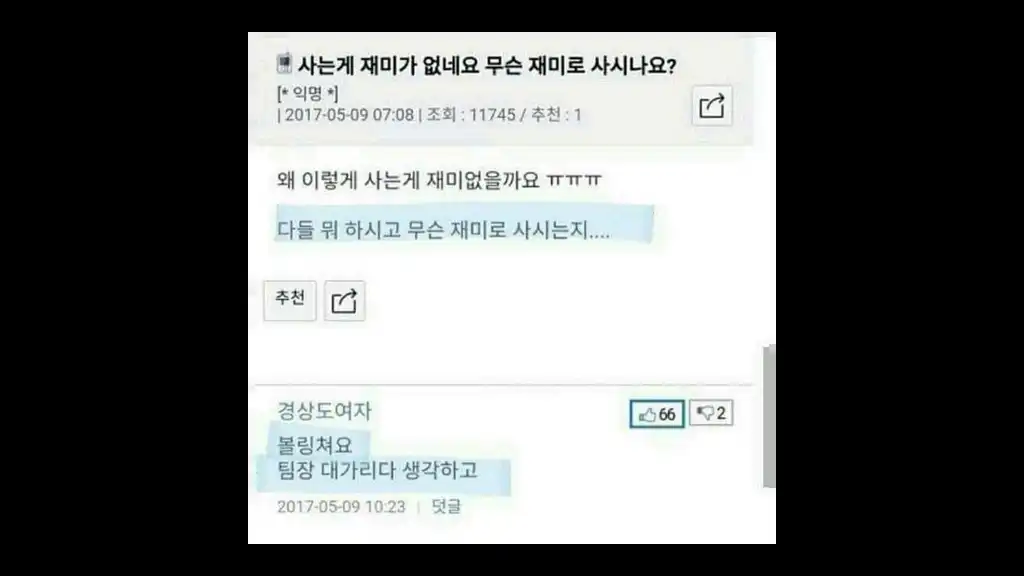 사는게 재미가 없네요 무슨 재미로 사시나요?
[* 익명 *]
| 2017-05-09 07:08 | 조회 : 11745 / 추천 : 1
왜 이렇게 사는게 재미없을까요 ㅠㅠㅠ
다들 뭐 하시고 무슨 재미로 사시는지....
추천
경상도여자
66
2
볼링쳐요
팀장 대가리다 생각하고
2017-05-09 10:23 | 덧글